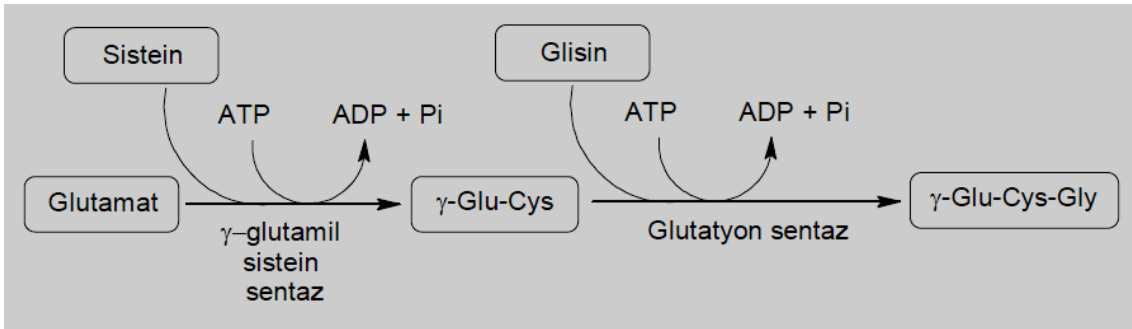 Sistein
Glisin
ATP
ADP + Pi
ATP
ADP + Pi
Glutamat
γ-Glu-Cys
γ-Glu-Cys-Gly
γ–glutamil
sistein
sentaz
Glutatyon sentaz